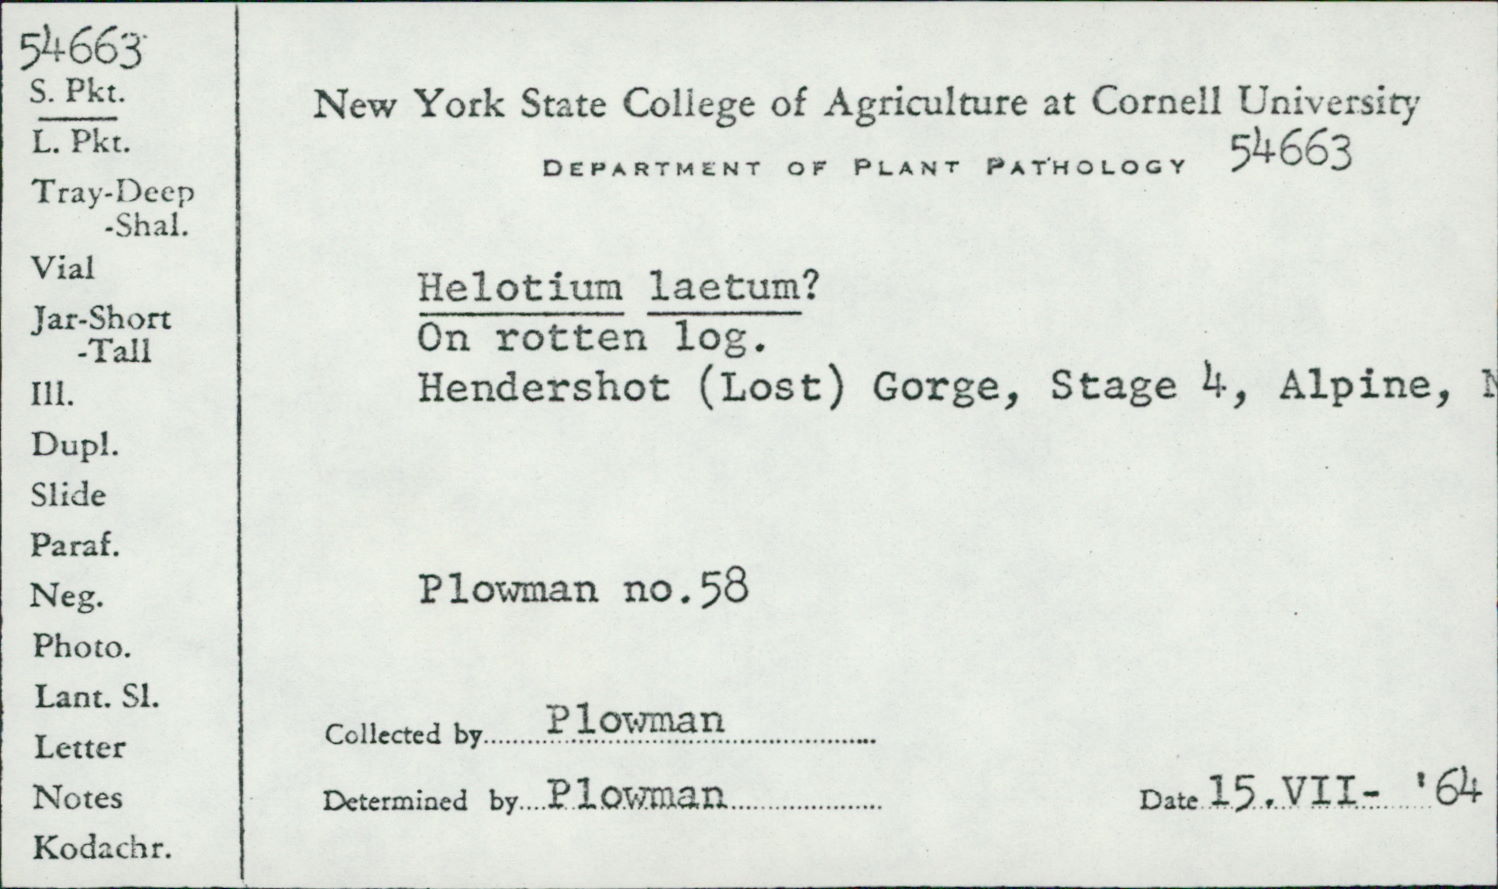 54663
S. Pkt.
L. Pkt.
Tray-Deep
-Shal.
Vial
Jar-Short
-Tall
Ill.
Dupl.
Slide
Paraf.
Neg.
Photo.
Lant. Sl.
Letter
Notes
Kodachr.
New York State College of Agriculture at Cornell University
DEPARTMENT OF PLANT PATHOLOGY 54663
Helotium laetum?
On rotten log.
Hendershot (Lost) Gorge, Stage 4, Alpine, N
Plowman no.58
Collected by Plowman
Determined by Plowman Date 15.VII- '64